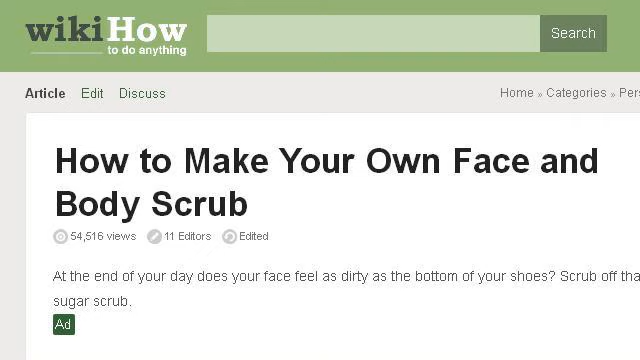 wikiHow
to do anything
Search
Article Edit Discuss
Home » Categories » Per
How to Make Your Own Face and
Body Scrub
54,516 views 11 Editors Edited
At the end of your day does your face feel as dirty as the bottom of your shoes? Scrub off tha
sugar scrub.
Ad